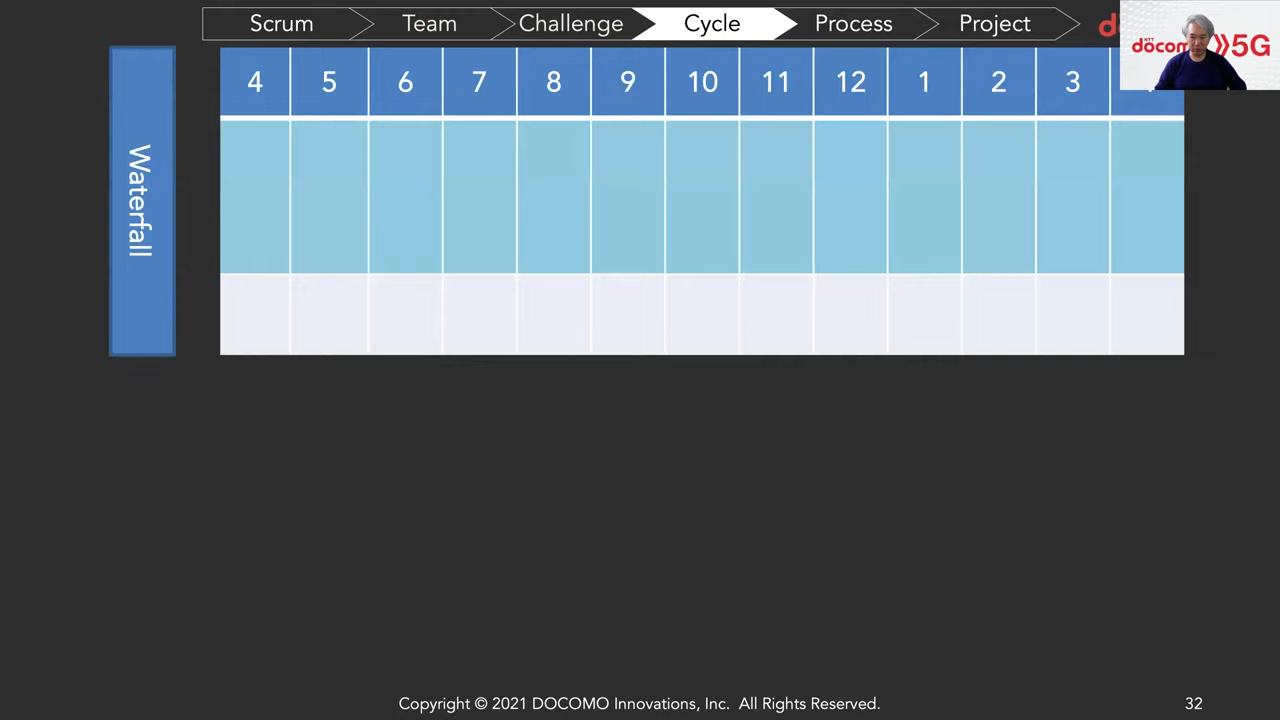 Scrum Team Challenge Cycle Process Project
NTT
docomo 5G
4 5 6 7 8 9 10 11 12 1 2 3
Waterfall
Copyright © 2021 DOCOMO Innovations, Inc. All Rights Reserved.
32